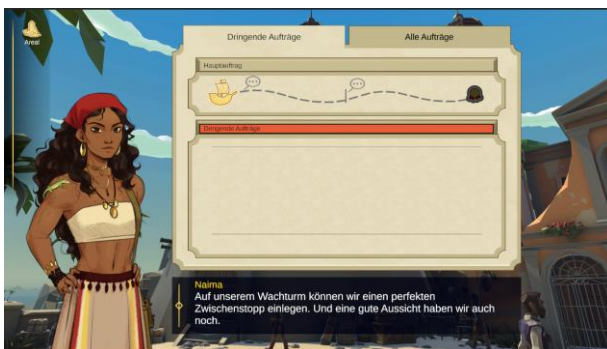 Areal
Dringende Aufträge
Alle Aufträge
Hauptauftrag
Dringende Aufträge
Naima
Auf unserem Wachturm können wir einen perfekten
Zwischenstopp einlegen. Und eine gute Aussicht haben wir auch
noch.